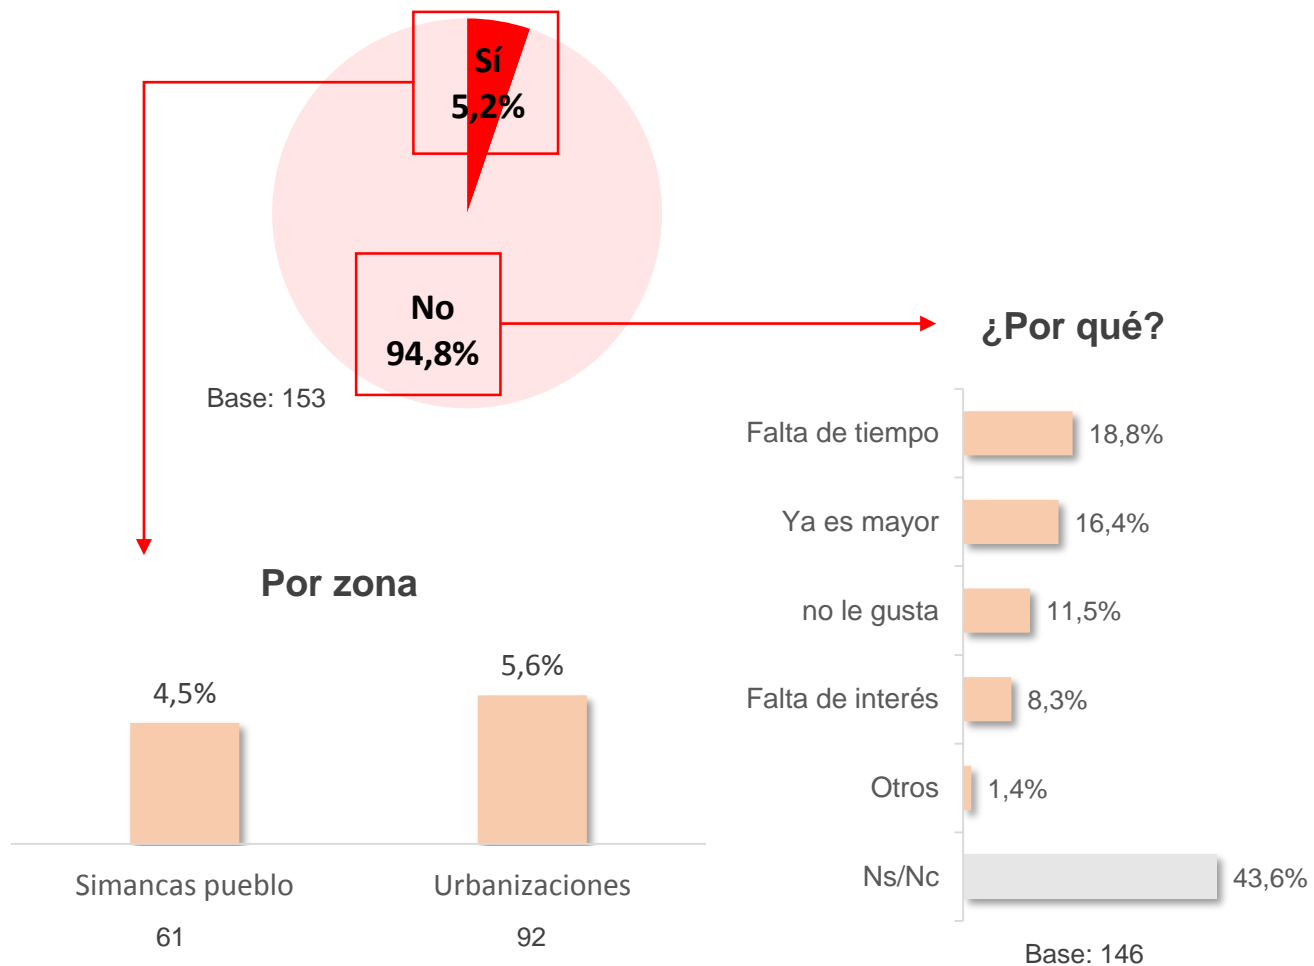 Sí
5,2%
No
94,8%
Base: 153
¿Por qué?
Falta de tiempo 18,8%
Ya es mayor 16,4%
no le gusta 11,5%
Falta de interés 8,3%
Otros 1,4%
Ns/Nc 43,6%
Base: 146
Por zona
4,5% 5,6%
Simancas pueblo Urbanizaciones
61 92